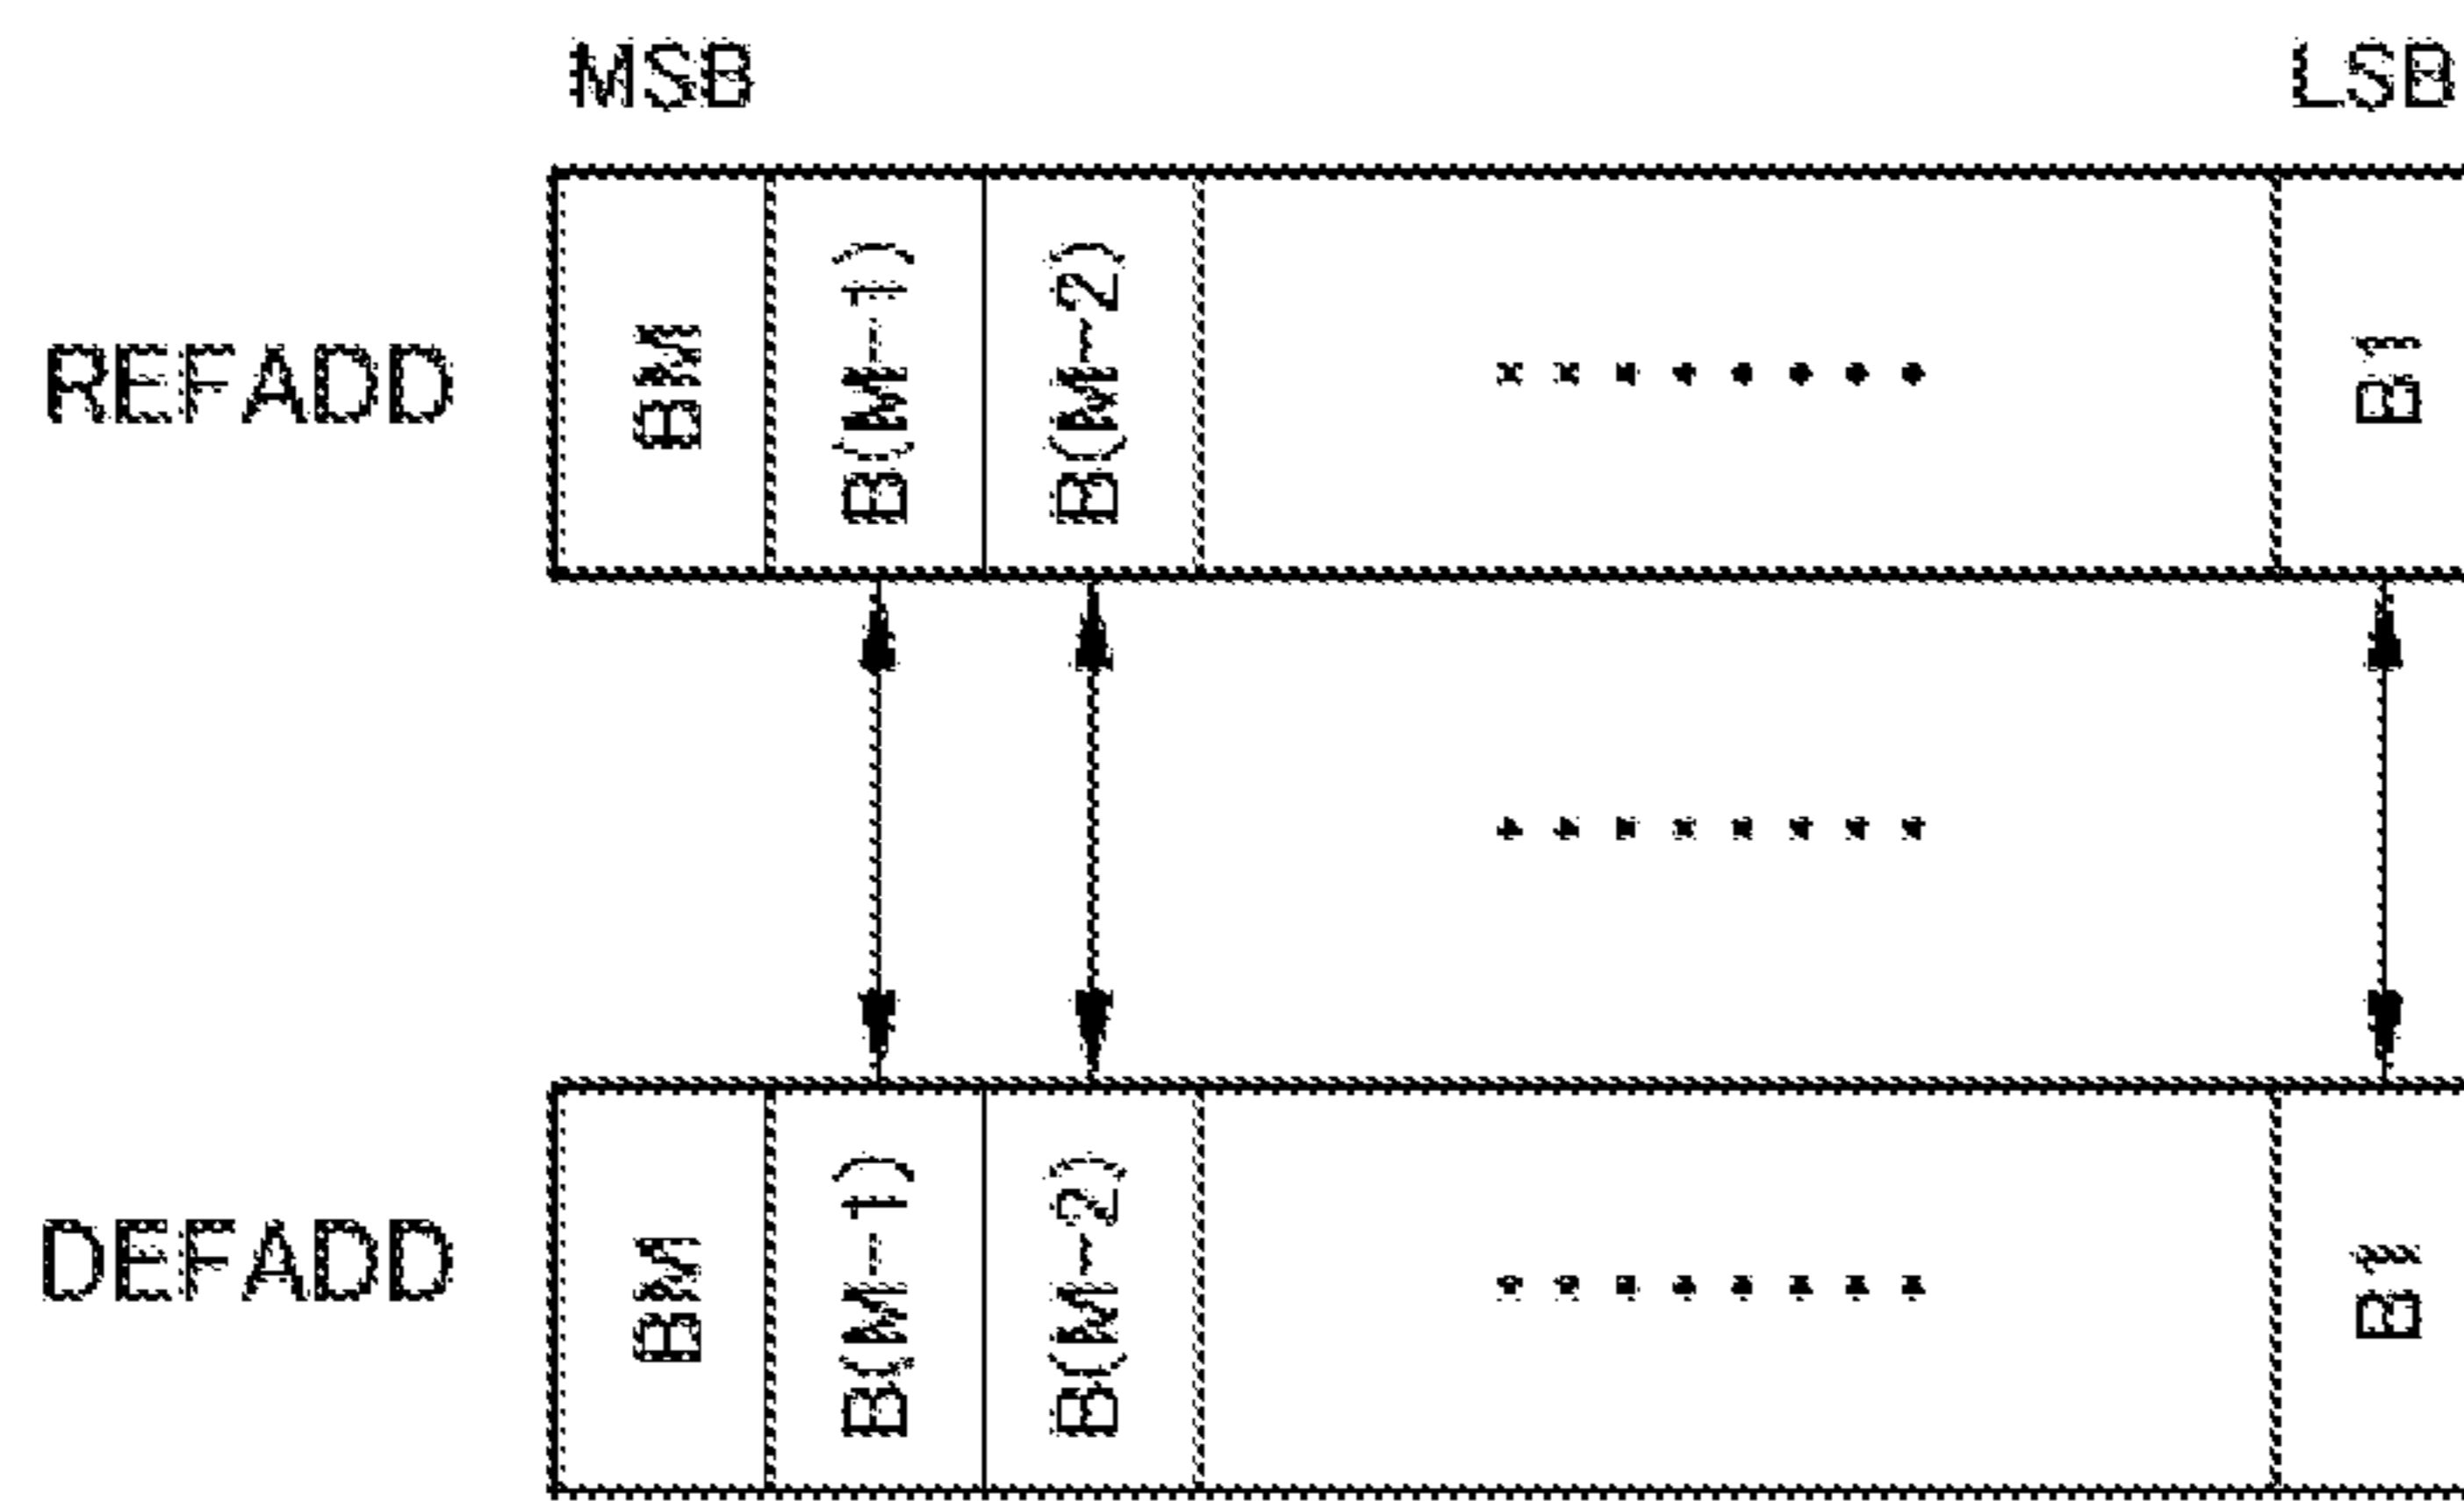 MSB LSB
REFADD BM B(M-1) B(M-2) ........ B1
........
DEFADD BM B(M-1) B(M-2) ........ B1